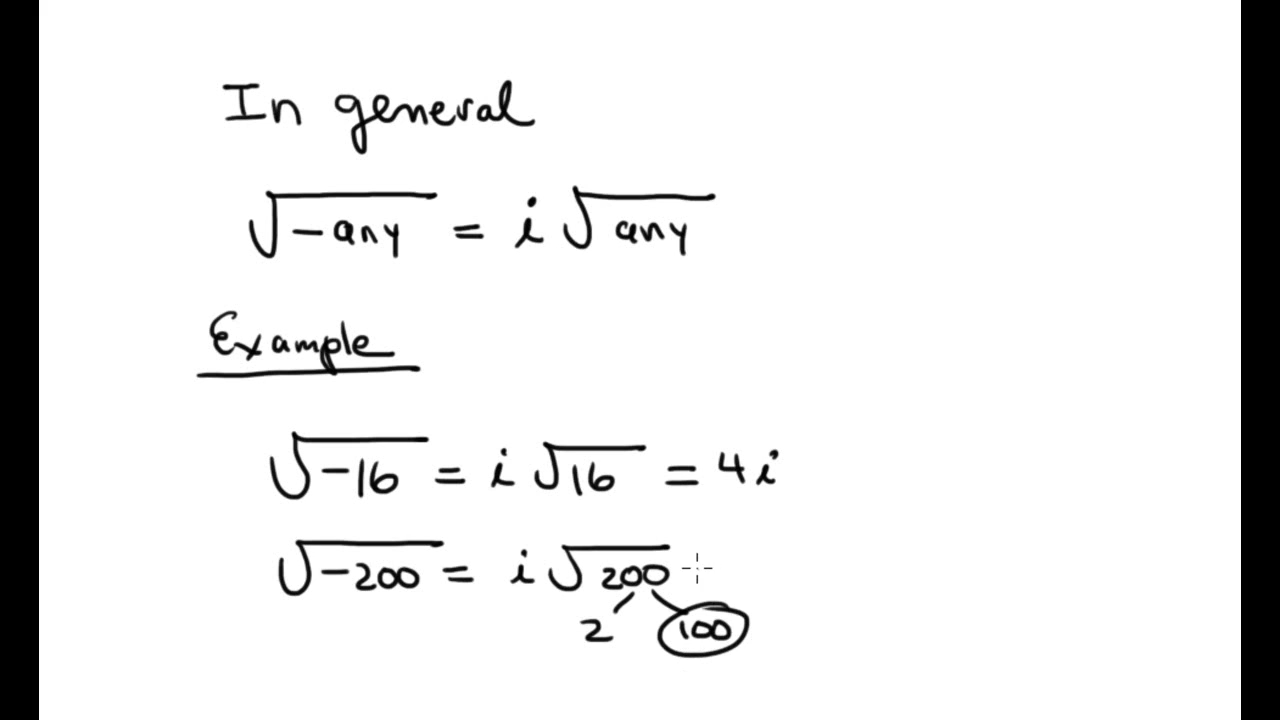 In general
√-any = i √any
Example
√-16 = i √16 = 4i
√-200 = i √200
2 100